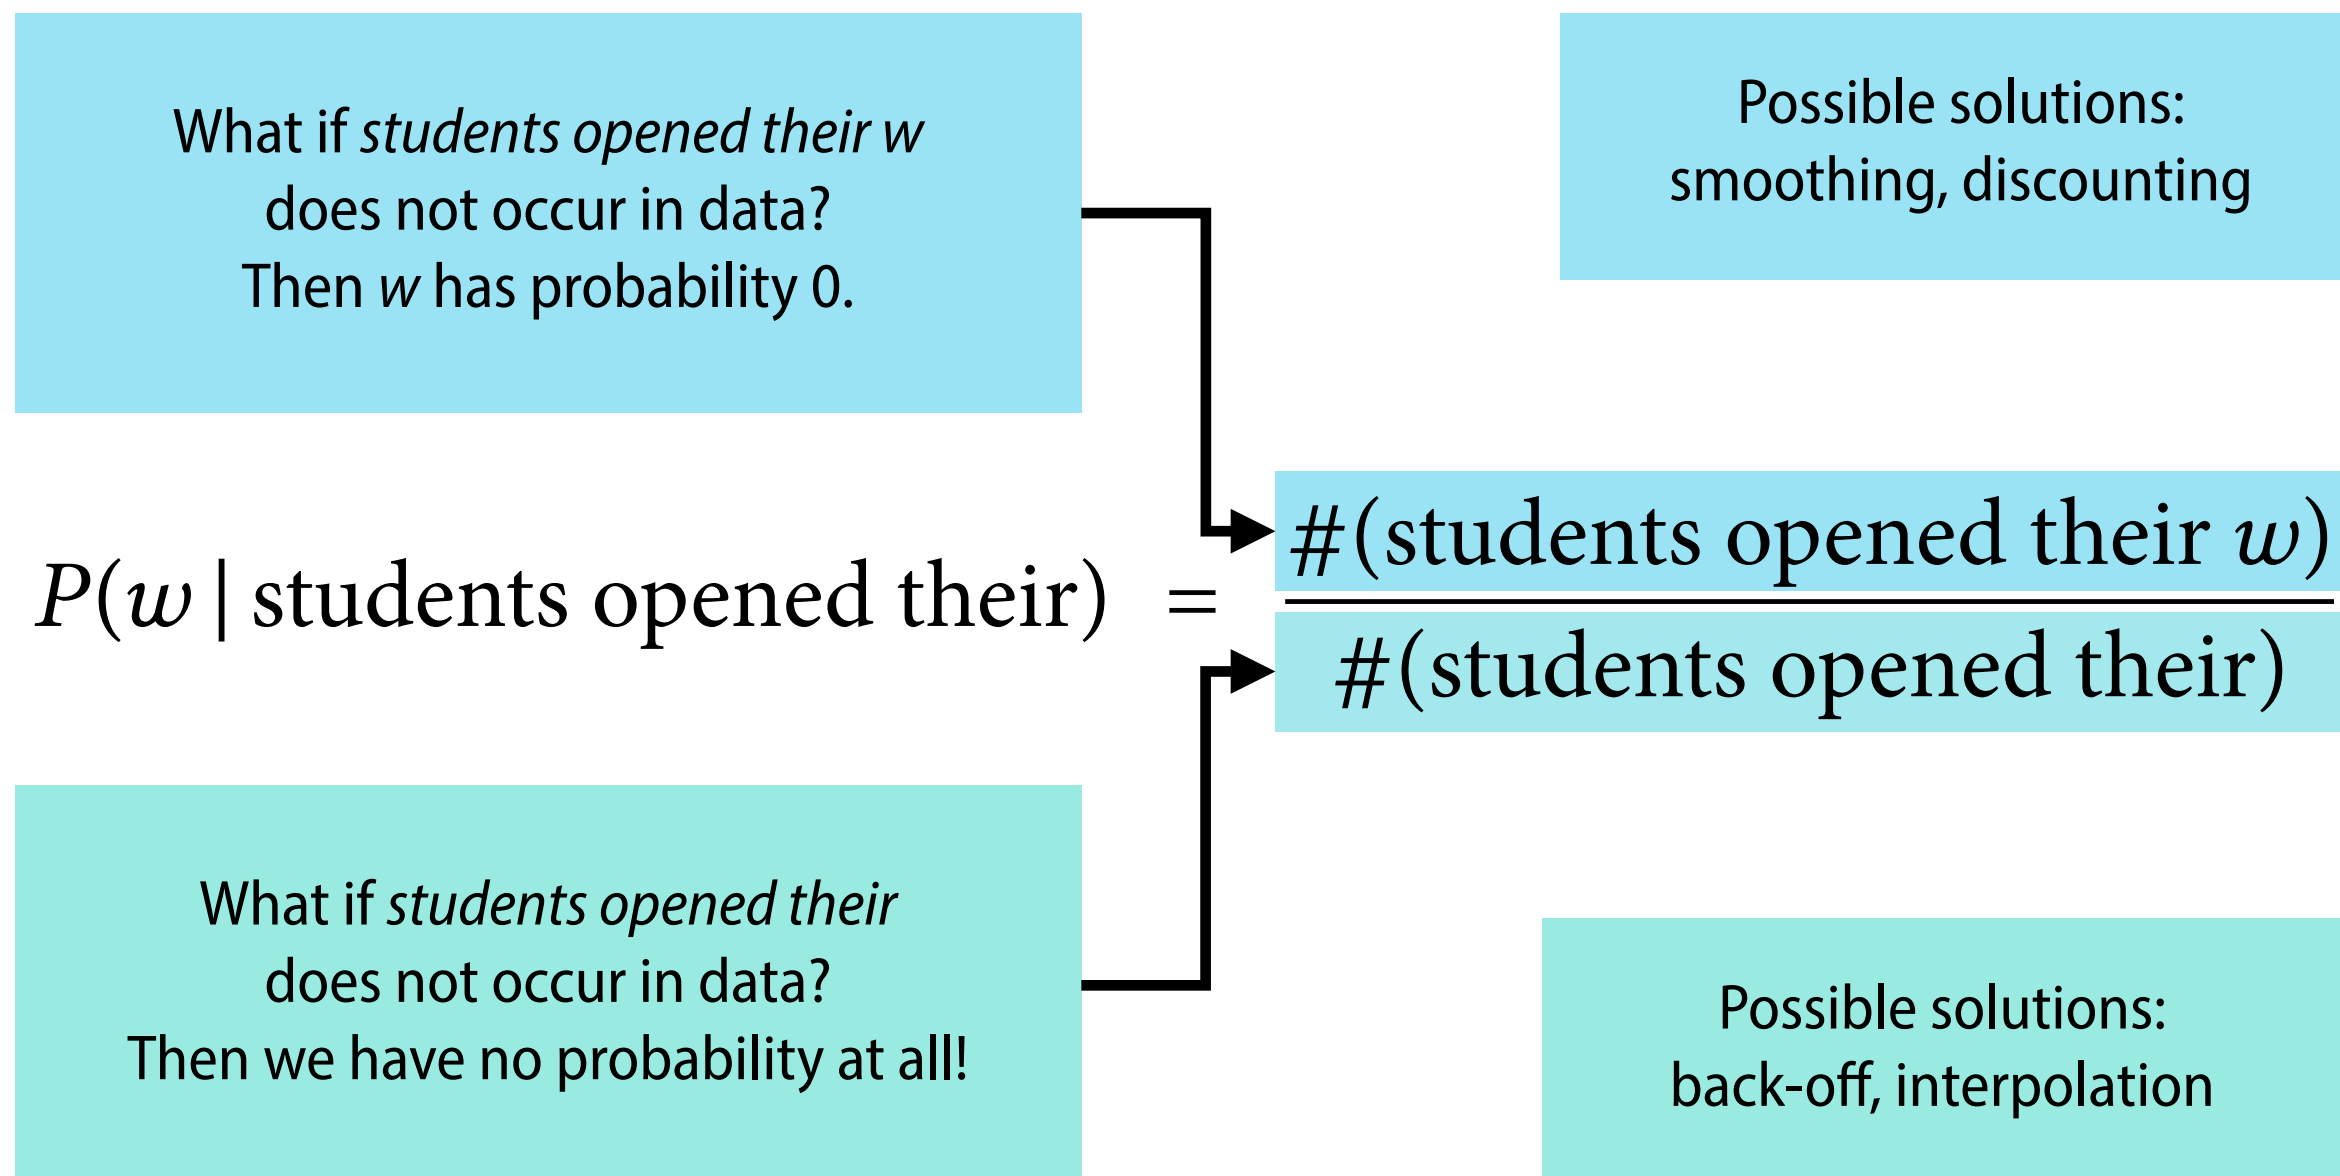 What if students opened their w
does not occur in data?
Then w has probability 0.
Possible solutions:
smoothing, discounting
P(w | students opened their) = #(students opened their w)
#(students opened their)
What if students opened their
does not occur in data?
Then we have no probability at all!
Possible solutions:
back-off, interpolation